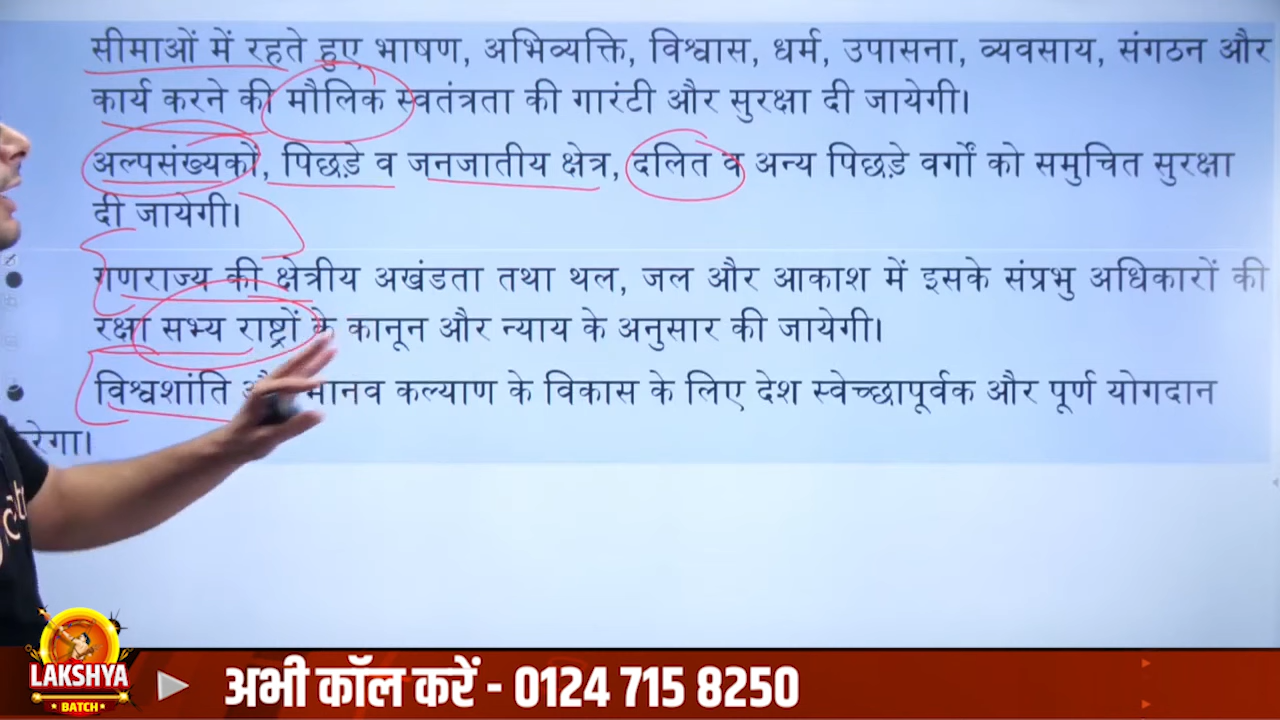 सीमाओं में रहते हुए भाषण, अभिव्यक्ति, विश्वास, धर्म, उपासना, व्यवसाय, संगठन और
कार्य करने की मौलिक स्वतंत्रता की गारंटी और सुरक्षा दी जायेगी।
अल्पसंख्यकों, पिछड़े व जनजातीय क्षेत्र, दलित व अन्य पिछड़े वर्गों को समुचित सुरक्षा
दी जायेगी।
गणराज्य की क्षेत्रीय अखंडता तथा थल, जल और आकाश में इसके संप्रभु अधिकारों की
रक्षा सभ्य राष्ट्रों के कानून और न्याय के अनुसार की जायेगी।
विश्वशांति मानव कल्याण के विकास के लिए देश स्वेच्छापूर्वक और पूर्ण योगदान
रेगा।
LAKSHYA
BATCH
अभी कॉल करें - 0124 715 8250